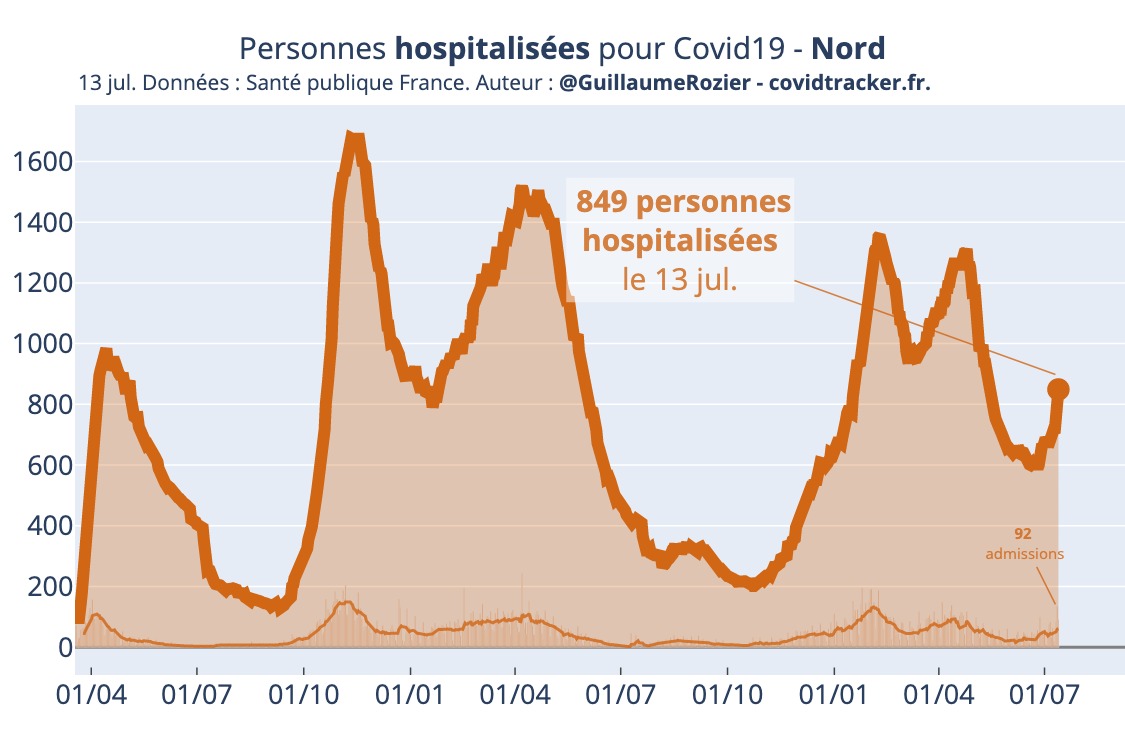 Personnes hospitalisées pour Covid19 - Nord
13 jul. Données : Santé publique France. Auteur : @GuillaumeRozier - covidtracker.fr.
1600
1400
1200
1000
800
600
400
200
0
849 personnes
hospitalisées
le 13 jul.
92
admissions
01/04 01/07 01/10 01/01 01/04 01/07 01/10 01/01 01/04 01/07